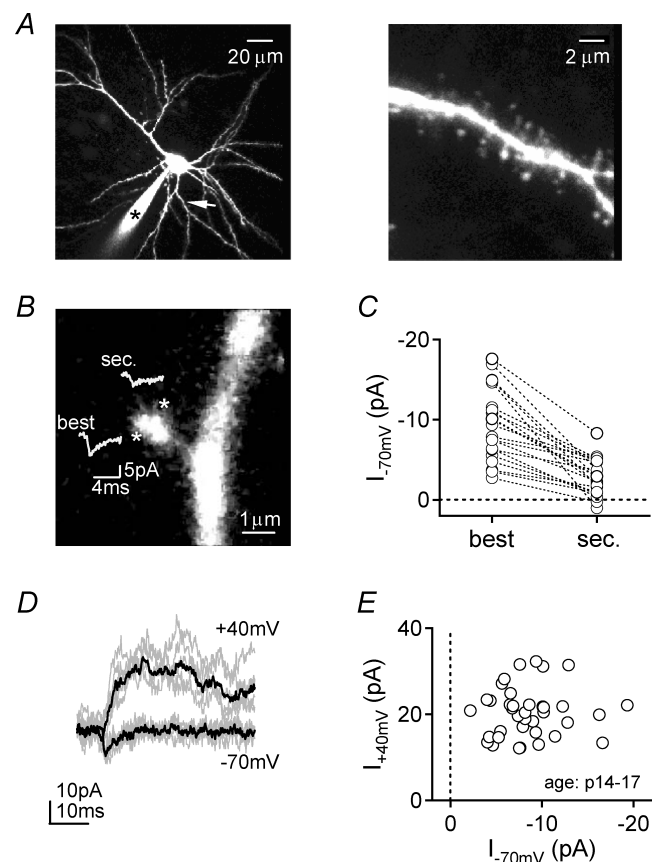 A
20 μm
*
2 μm
B
sec.
*
best
*
5pA
4ms
1μm
C
I-70mV (pA)
-20
-10
0
best
sec.
D
+40mV
-70mV
10pA
10ms
E
I+40mV (pA)
40
20
0
age: p14-17
0
-10
-20
I-70mV (pA)